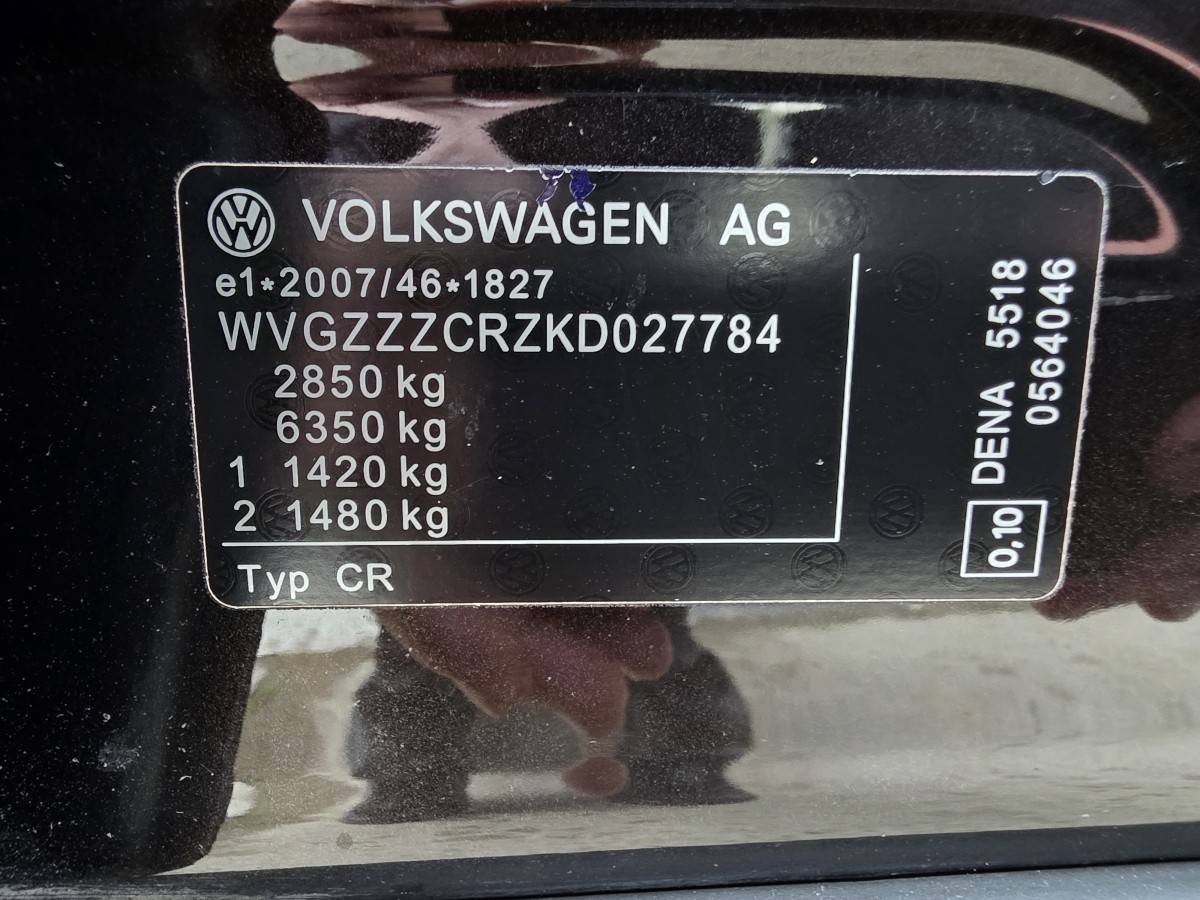 VOLKSWAGEN AG
e1*2007/46*1827
WVGZZZCRZKD027784
2850 kg
6350 kg
1 1420 kg
2 1480 kg
Typ CR
0,10 DENA 5518
0564046